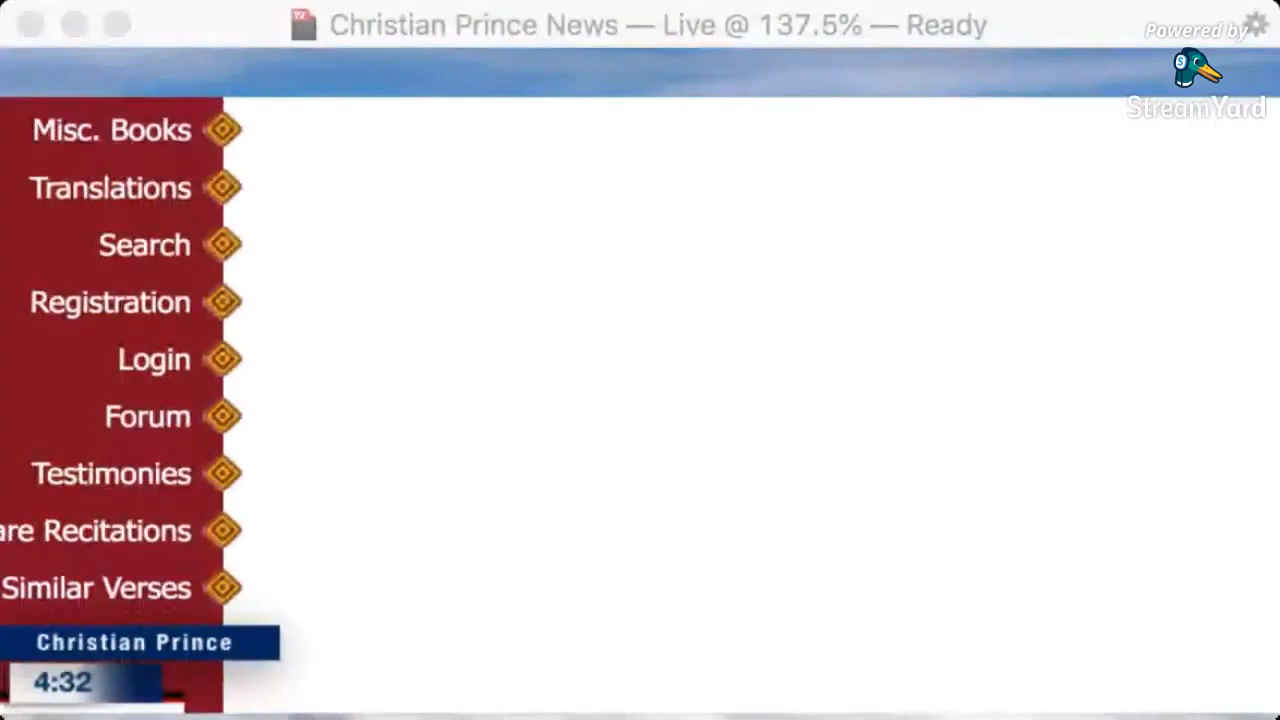 Christian Prince News — Live @ 137.5% — Ready
Powered by
StreamYard
Misc. Books
Translations
Search
Registration
Login
Forum
Testimonies
are Recitations
Similar Verses
Christian Prince
4:32